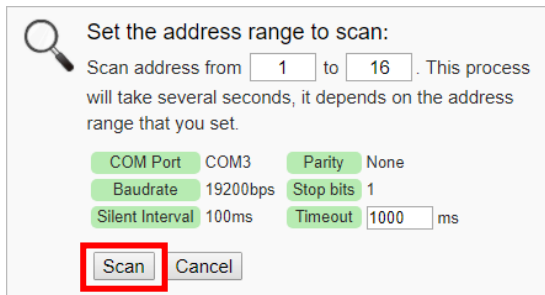 Set the address range to scan:
Scan address from 1 to 16 . This process
will take several seconds, it depends on the address
range that you set.
COM Port COM3 Parity None
Baudrate 19200bps Stop bits 1
Silent Interval 100ms Timeout 1000 ms
Scan Cancel